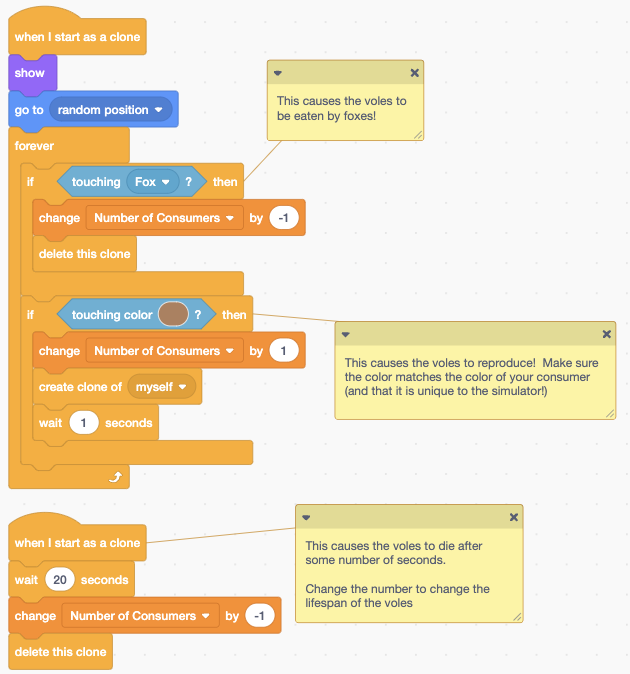 when I start as a clone
show
go to random position
forever
This causes the voles to
be eaten by foxes!
if touching Fox ? then
change Number of Consumers by -1
delete this clone
if touching color ? then
change Number of Consumers by 1
create clone of myself
wait 1 seconds
This causes the voles to reproduce!  Make sure
the color matches the color of your consumer
(and that it is unique to the simulator!)
when I start as a clone
wait 20 seconds
change Number of Consumers by -1
delete this clone
This causes the voles to die after
some number of seconds.
Change the number to change the
lifespan of the voles